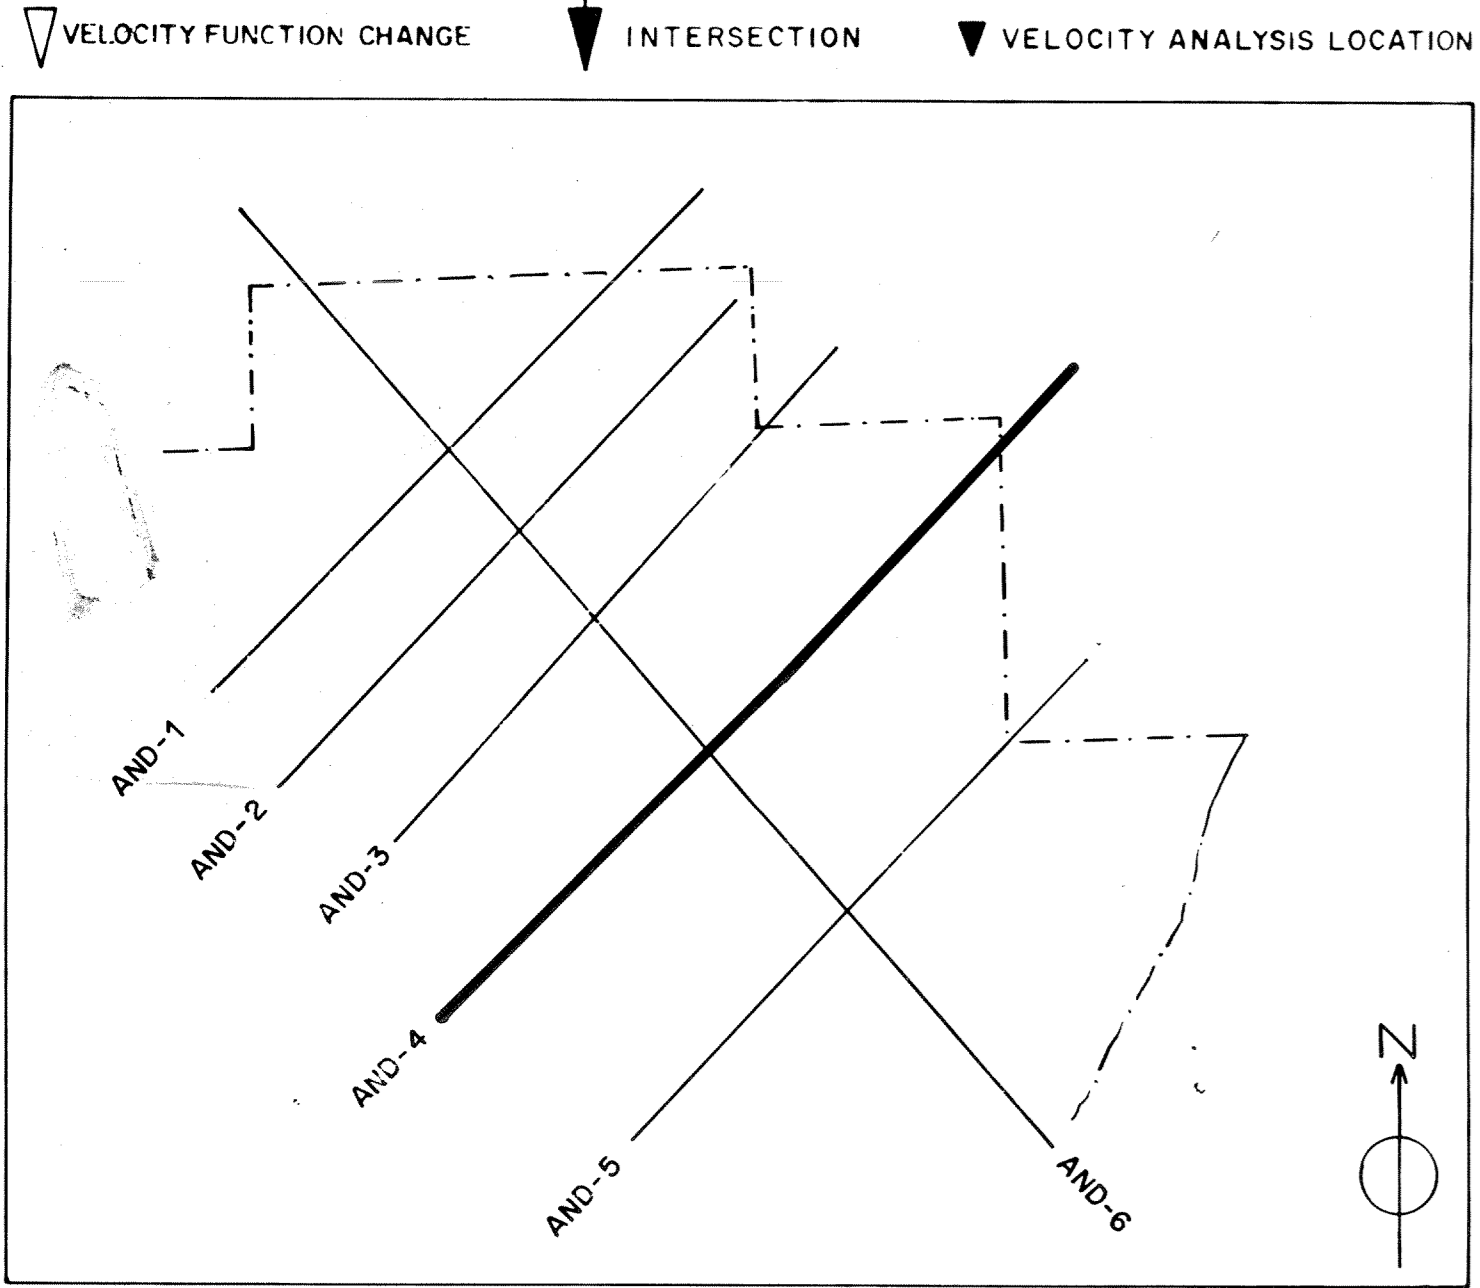 VELOCITY FUNCTION CHANGE INTERSECTION VELOCITY ANALYSIS LOCATION
AND-1
AND-2
AND-3
AND-4
AND-5
AND-6
N